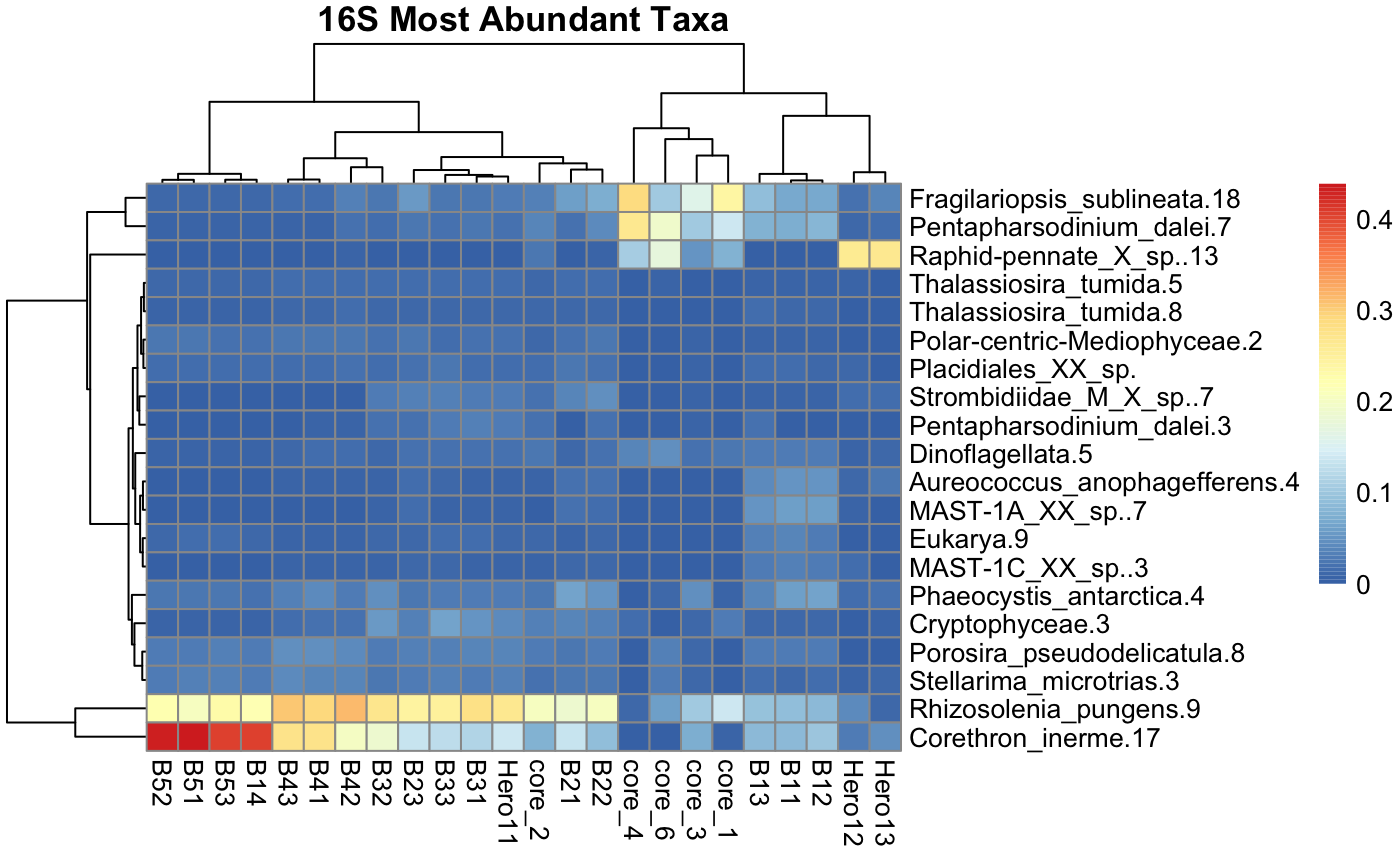 16S Most Abundant Taxa
Fragilariopsis_sublineata.18
Pentapharsodinium_dalei.7
Raphid-pennate_X_sp..13
Thalassiosira_tumida.5
Thalassiosira_tumida.8
Polar-centric-Mediophyceae.2
Placidiales_XX_sp.
Strombidiidae_M_X_sp..7
Pentapharsodinium_dalei.3
Dinoflagellata.5
Aureococcus_anophagefferens.4
MAST-1A_XX_sp..7
Eukarya.9
MAST-1C_XX_sp..3
Phaeocystis_antarctica.4
Cryptophyceae.3
Porosira_pseudodelicatula.8
Stellarima_microtrias.3
Rhizosolenia_pungens.9
Corethron_inerme.17
0.4
0.3
0.2
0.1
0
B52
B51
B53
B14
B43
B41
B42
B32
B23
B33
B31
Hero11
core_2
B21
B22
core_4
core_6
core_3
core_1
B13
B11
B12
Hero12
Hero13